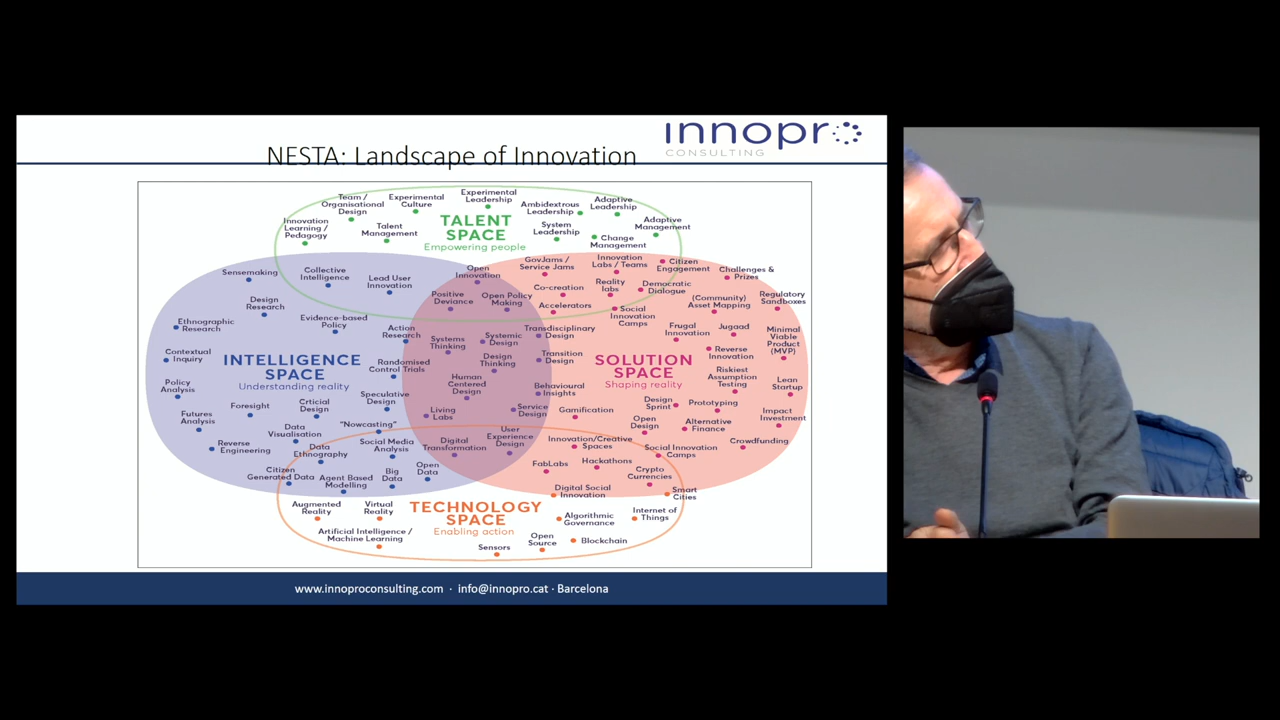 innopro
CONSULTING
NESTA: Landscape of Innovation
Team /
Organisational
Design
Experimental
Culture
Experimental
Leadership
Ambidextrous
Leadership
Adaptive
Leadership
Innovation
Learning /
Pedagogy
Talent
Management
TALENT
SPACE
Empowering people
System
Leadership
Change
Management
Adaptive
Management
Sensemaking
Collective
Intelligence
Lead User
Innovation
Open
Innovation
GovJams /
Service Jams
Innovation
Labs / Teams
Citizen
Engagement
Challenges &
Prizes
Design
Research
Positive
Deviance
Open Policy
Making
Co-creation
Reality
labs
Democratic
Dialogue
(Community)
Asset Mapping
Regulatory
Sandboxes
Accelerators
Social
Innovation
Camps
Ethnographic
Research
Evidence-based
Policy
Action
Research
Systems
Thinking
Systemic
Design
Transdisciplinary
Design
Frugal
Innovation
Jugaad
Minimal
Viable
Product
(MVP)
Contextual
Inquiry
INTELLIGENCE
SPACE
Understanding reality
Randomised
Control Trials
Design
Thinking
Transition
Design
SOLUTION
SPACE
Shaping reality
Reverse
Innovation
Riskiest
Assumption
Testing
Lean
Startup
Policy
Analysis
Human
Centered
Design
Behavioural
Insights
Foresight
Crticial
Design
Speculative
Design
Living
Labs
Service
Design
Gamification
Design
Sprint
Prototyping
Impact
Investment
Futures
Analysis
"Nowcasting"
Open
Design
Alternative
Finance
Reverse
Engineering
Data
Visualisation
Data
Ethnography
Social Media
Analysis
Digital
Transformation
User
Experience
Design
Innovation/Creative
Spaces
Social Innovation
Camps
Crowdfunding
Citizen
Generated Data
Agent Based
Modelling
Big
Data
Open
Data
FabLabs
Hackathons
Crypto
Currencies
Augmented
Reality
Virtual
Reality
TECHNOLOGY
SPACE
Enabling action
Digital Social
Innovation
Smart
Cities
Artificial Intelligence /
Machine Learning
Algorithmic
Governance
Internet of
Things
Sensors
Open
Source
Blockchain
www.innoproconsulting.com · info@innopro.cat · Barcelona